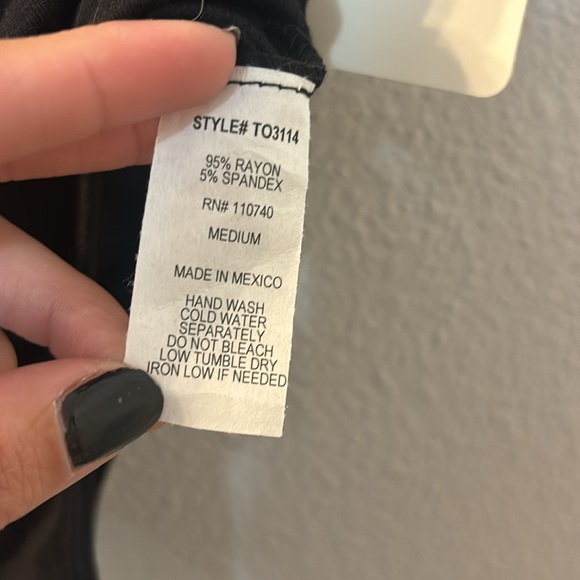 STYLE# TO3114
95% RAYON
5% SPANDEX
RN# 110740
MEDIUM
MADE IN MEXICO
HAND WASH
COLD WATER
SEPARATELY
DO NOT BLEACH
LOW TUMBLE DRY
IRON LOW IF NEEDED